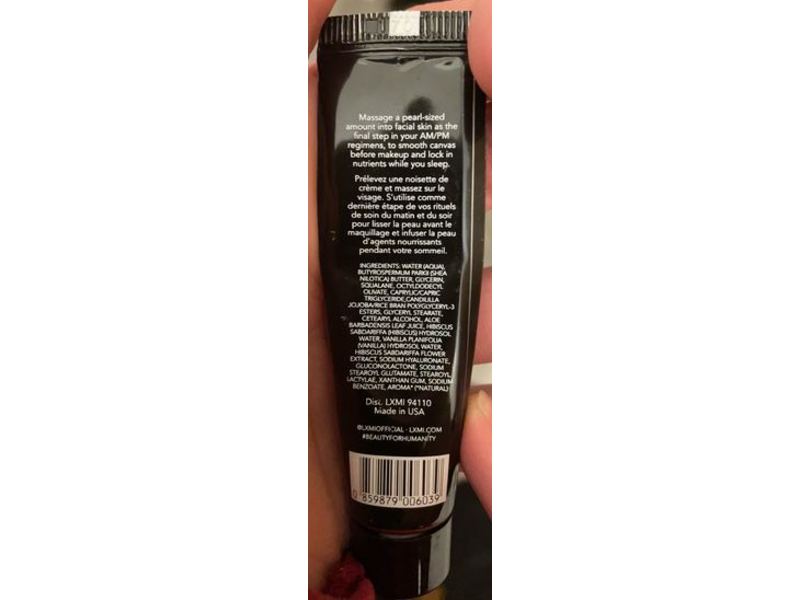 Massage a pearl-sized
amount into facial skin as the
final step in your AM/PM
regimens, to smooth canvas
before makeup and lock in
nutrients while you sleep.
Prélevez une noisette de
crème et massez sur le
visage. S'utilise comme
dernière étape de vos rituels
de soin du matin et du soir
pour lisser la peau avant le
maquillage et infuser la peau
d'agents nourrissants
pendant votre sommeil.
INGREDIENTS: WATER (AQUA),
BUTYROSPERMUM PARKII (SHEA
NILOTICA) BUTTER, GLYCERIN,
SQUALANE, OCTYLDODECYL
OLIVATE, CAPRYLIC/CAPRIC
TRIGLYCERIDE, CANDILLA
JOJOBA/RICE BRAN POLYGLYCERYL-3
ESTERS, GLYCERYL STEARATE,
CETEARYL ALCOHOL, ALOE
BARBADENSIS LEAF JUICE, HIBISCUS
SABDARIFFA (HIBISCUS) HYDROSOL
WATER, VANILLA PLANIFOLIA
(VANILLA) HYDROSOL WATER,
HIBISCUS SABDARIFFA FLOWER
EXTRACT, SODIUM HYALURONATE,
GLUCONOLACTONE, SODIUM
STEAROYL GLUTAMATE, STEAROYL
LACTYLAE, XANTHAN GUM, SODIUM
BENZOATE, AROMA* (*NATURAL)
Dist. LXMI 94110
Made in USA
@LXMIOFFICIAL · LXMI.COM
#BEAUTYFORHUMANITY
0 859879 006039